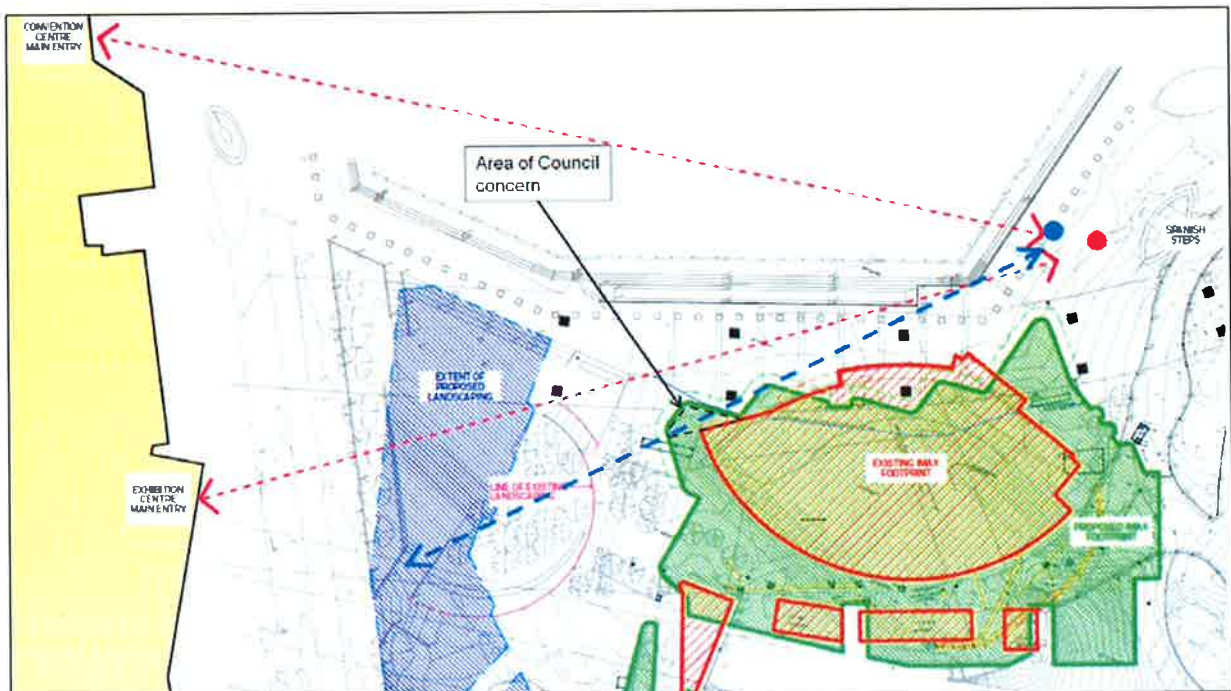 CONVENTION
CENTRE
MAIN ENTRY
Area of Council
concern
SPANISH
STEPS
EXTENT OF
PROPOSED
LANDSCAPING
EXISTING IMAX
FOOTPRINT
EXHIBITION
CENTRE
MAIN ENTRY
LINE OF EXISTING
LANDSCAPING
PROPOSED IMAX
FOOTPRINT